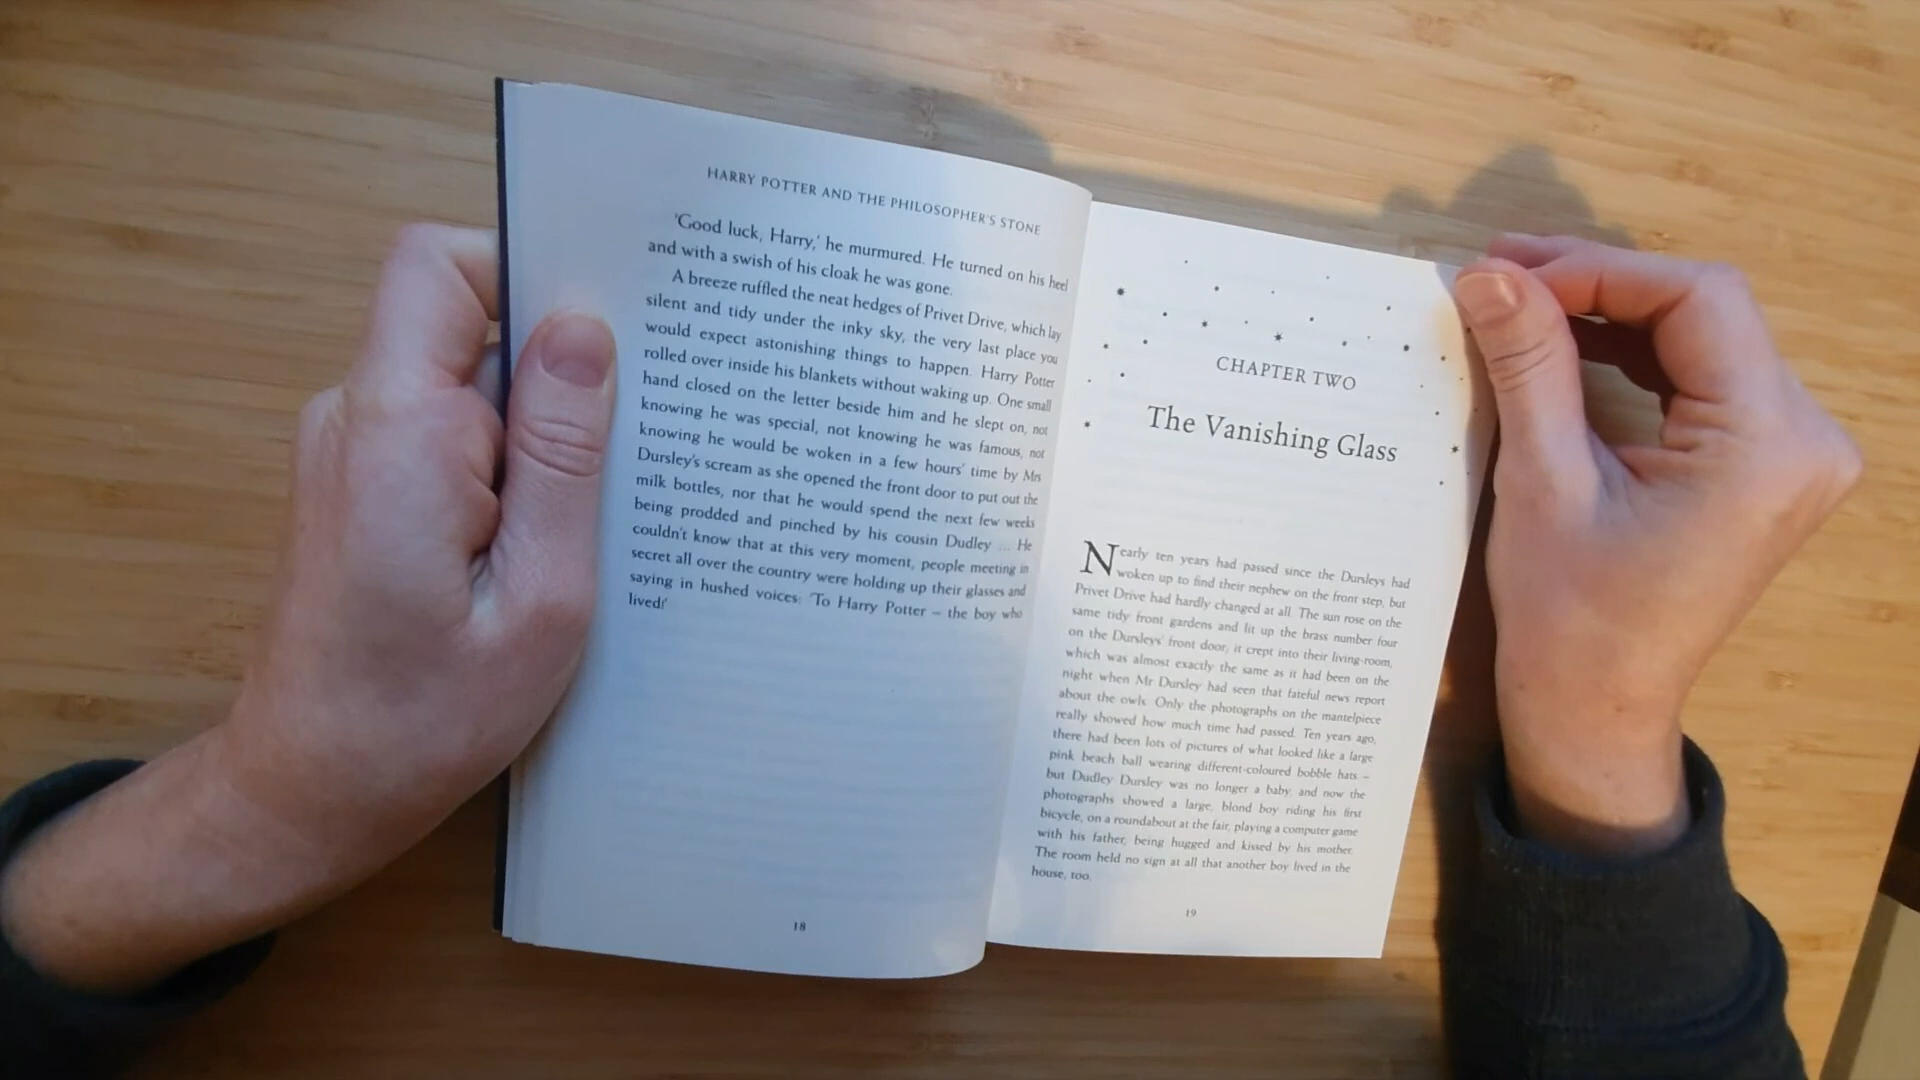 HARRY POTTER AND THE PHILOSOPHER'S STONE
'Good luck, Harry,' he murmured. He turned on his heel
and with a swish of his cloak he was gone.
A breeze ruffled the neat hedges of Privet Drive, which lay
silent and tidy under the inky sky, the very last place you
would expect astonishing things to happen. Harry Potter
rolled over inside his blankets without waking up. One small
hand closed on the letter beside him and he slept on, not
knowing he was special, not knowing he was famous, not
knowing he would be woken in a few hours' time by Mrs
Dursley's scream as she opened the front door to put out the
milk bottles, nor that he would spend the next few weeks
being prodded and pinched by his cousin Dudley ... He
couldn't know that at this very moment, people meeting in
secret all over the country were holding up their glasses and
saying in hushed voices: 'To Harry Potter – the boy who
lived!'
18
CHAPTER TWO
The Vanishing Glass
Nearly ten years had passed since the Dursleys had
woken up to find their nephew on the front step, but
Privet Drive had hardly changed at all. The sun rose on the
same tidy front gardens and lit up the brass number four
on the Dursleys' front door; it crept into their living-room,
which was almost exactly the same as it had been on the
night when Mr Dursley had seen that fateful news report
about the owls. Only the photographs on the mantelpiece
really showed how much time had passed. Ten years ago,
there had been lots of pictures of what looked like a large
pink beach ball wearing different-coloured bobble hats –
but Dudley Dursley was no longer a baby, and now the
photographs showed a large, blond boy riding his first
bicycle, on a roundabout at the fair, playing a computer game
with his father, being hugged and kissed by his mother.
The room held no sign at all that another boy lived in the
house, too.
19